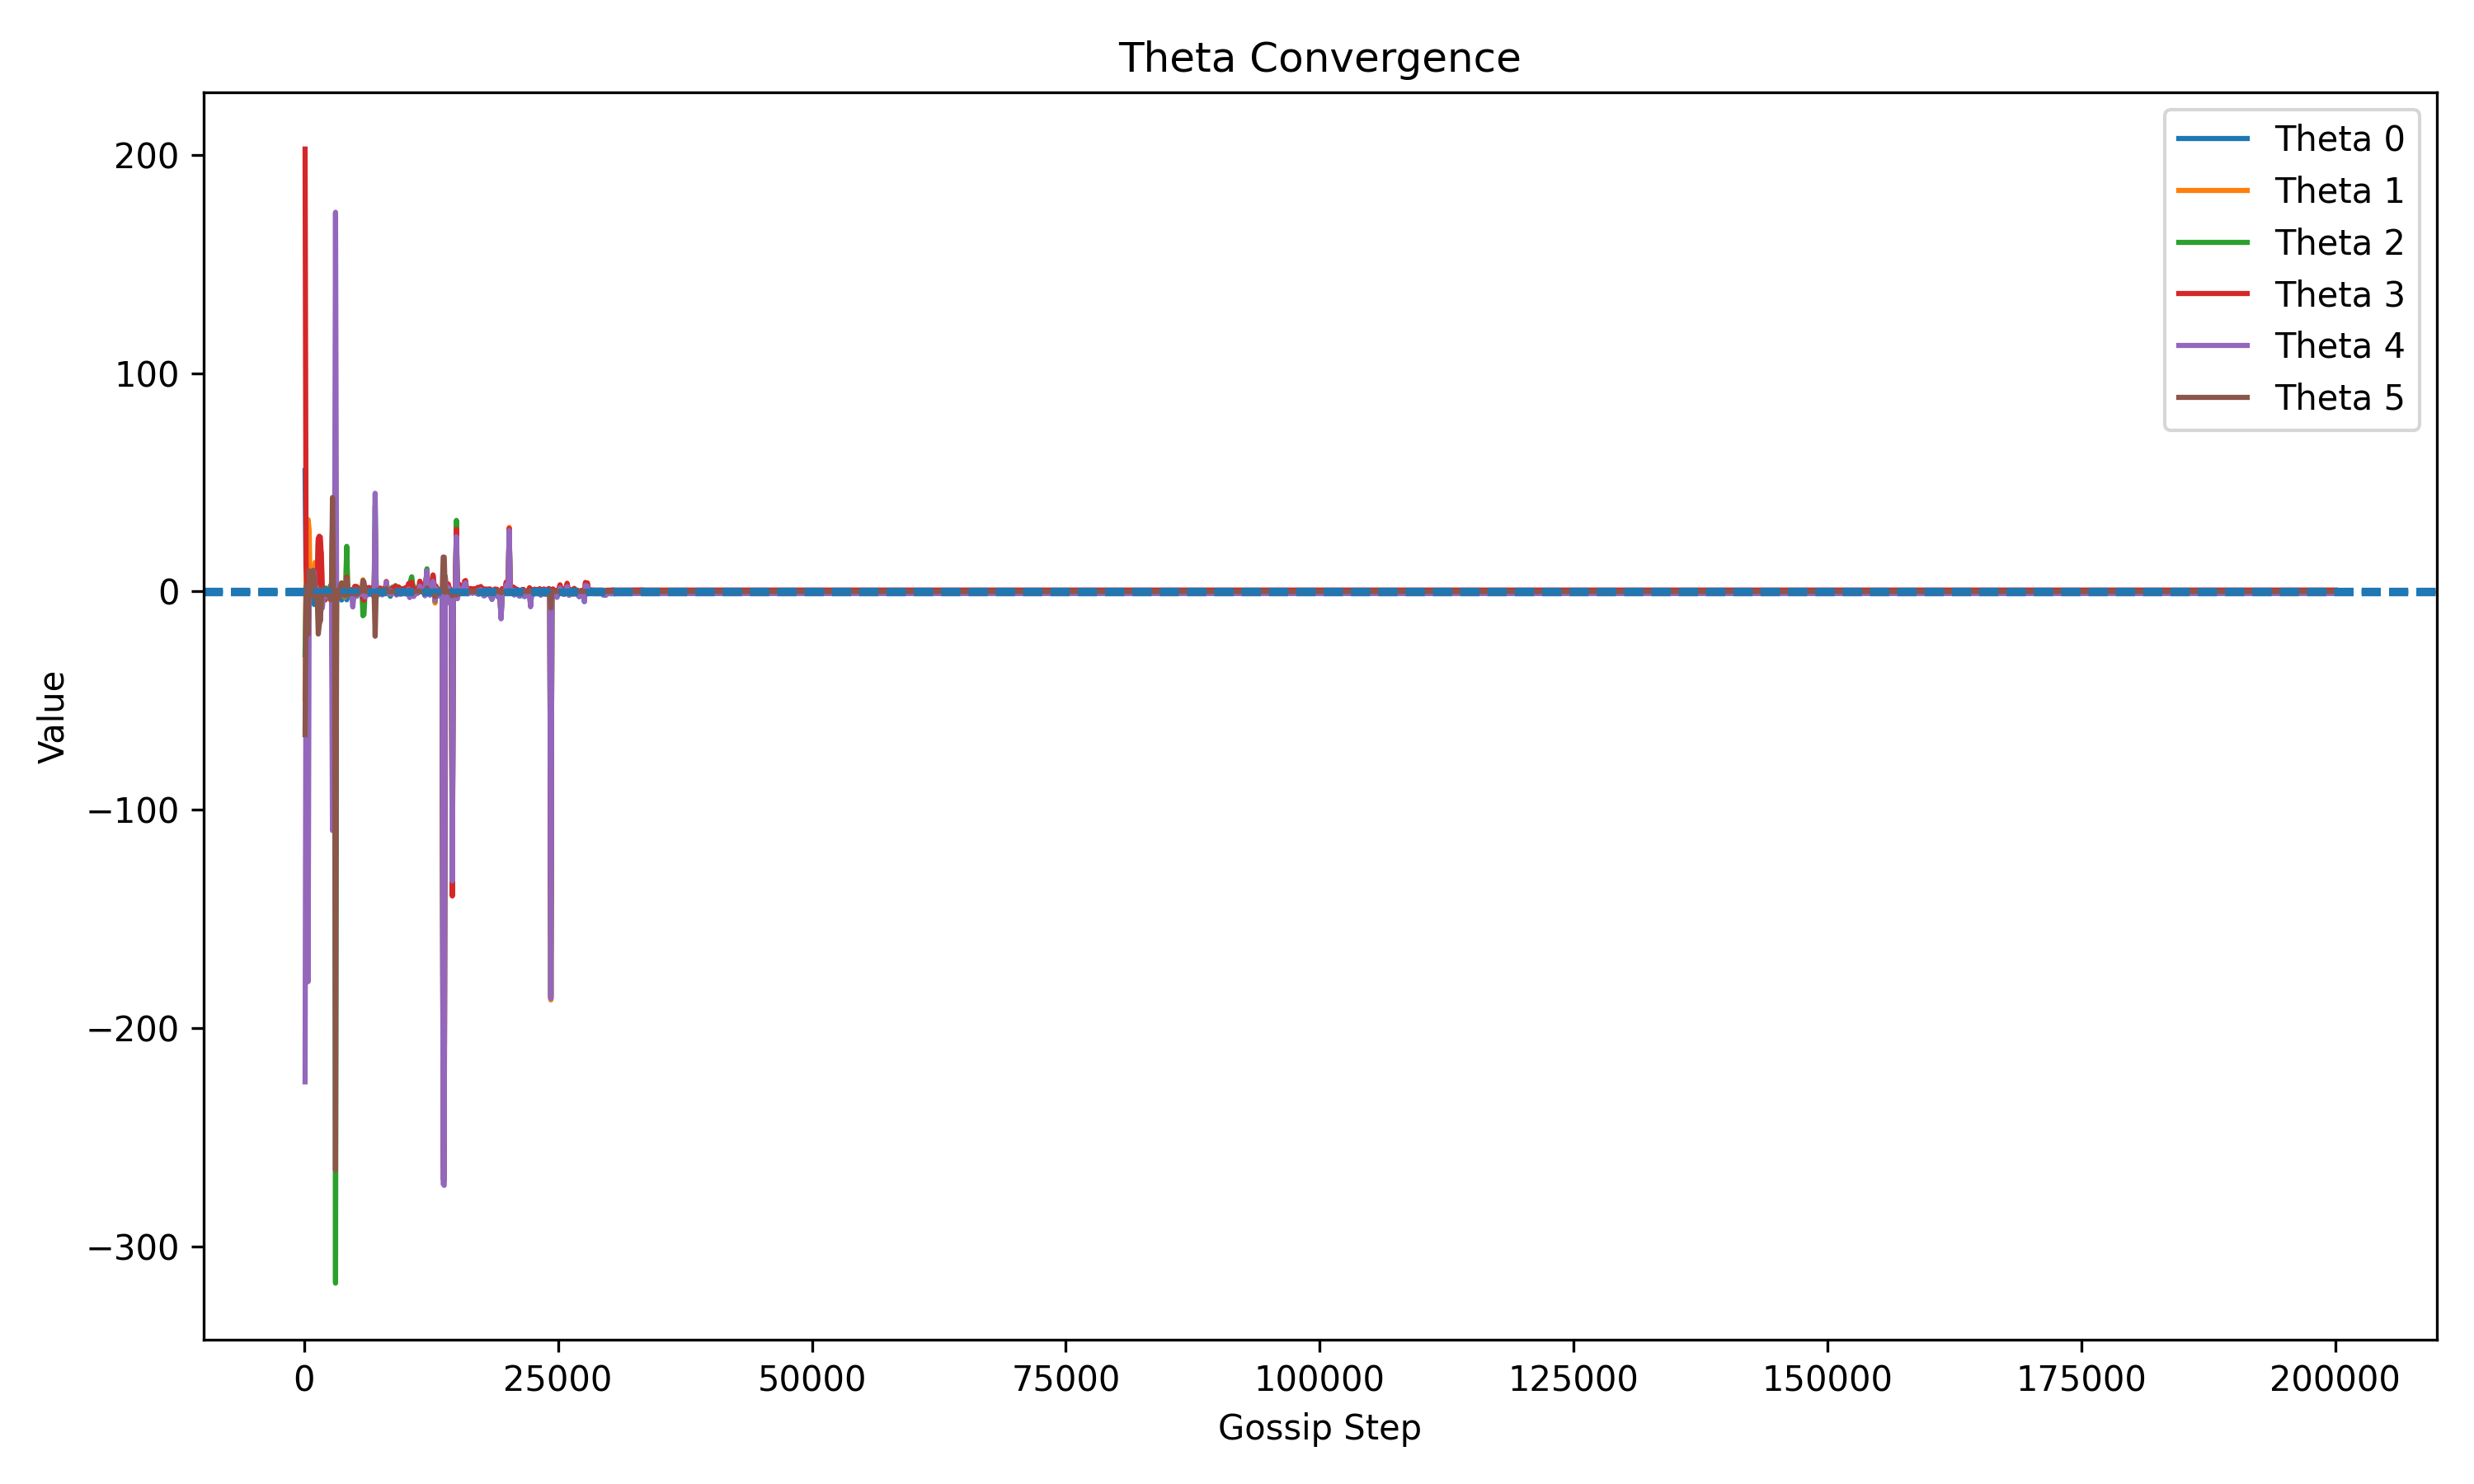 Theta Convergence
Theta 0
Theta 1
Theta 2
Theta 3
Theta 4
Theta 5
200
100
0
−100
−200
−300
Value
0 25000 50000 75000 100000 125000 150000 175000 200000
Gossip Step